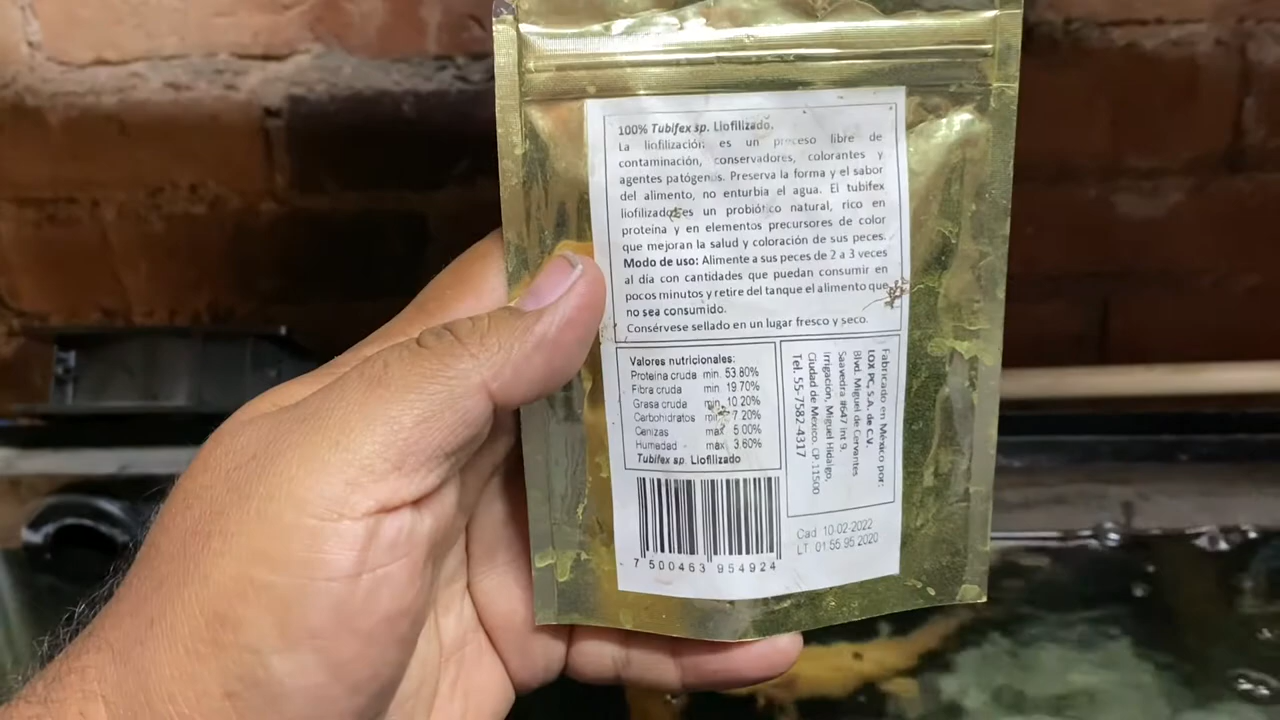 100% Tubifex sp. Liofilizado.
La liofilización es un proceso libre de
contaminación, conservadores, colorantes y
agentes patógenos. Preserva la forma y el sabor
del alimento, no enturbia el agua. El tubifex
liofilizado es un probiótico natural, rico en
proteína y en elementos precursores de color
que mejoran la salud y coloración de sus peces.
Modo de uso: Alimente a sus peces de 2 a 3 veces
al día con cantidades que puedan consumir en
pocos minutos y retire del tanque el alimento que
no sea consumido.
Consérvese sellado en un lugar fresco y seco.
Valores nutricionales:
Proteína cruda min. 53.80%
Fibra cruda min 19.70%
Grasa cruda min. 10 20%
Carbohidratos min. 7 20%
Cenizas max 5.00%
Humedad max 3.60%
Tubifex sp. Liofilizado
Fabricado en México por:
LOX PC, S.A. de C.V.
Blvd. Miguel de Cervantes
Saavedra #647 Int 9.
Irrigación, Miguel Hidalgo,
Ciudad de México. CP 11500
Tel. 55-7582-4317
7 500463 954924
Cad 10-02-2022
LT 01.56.95 2020